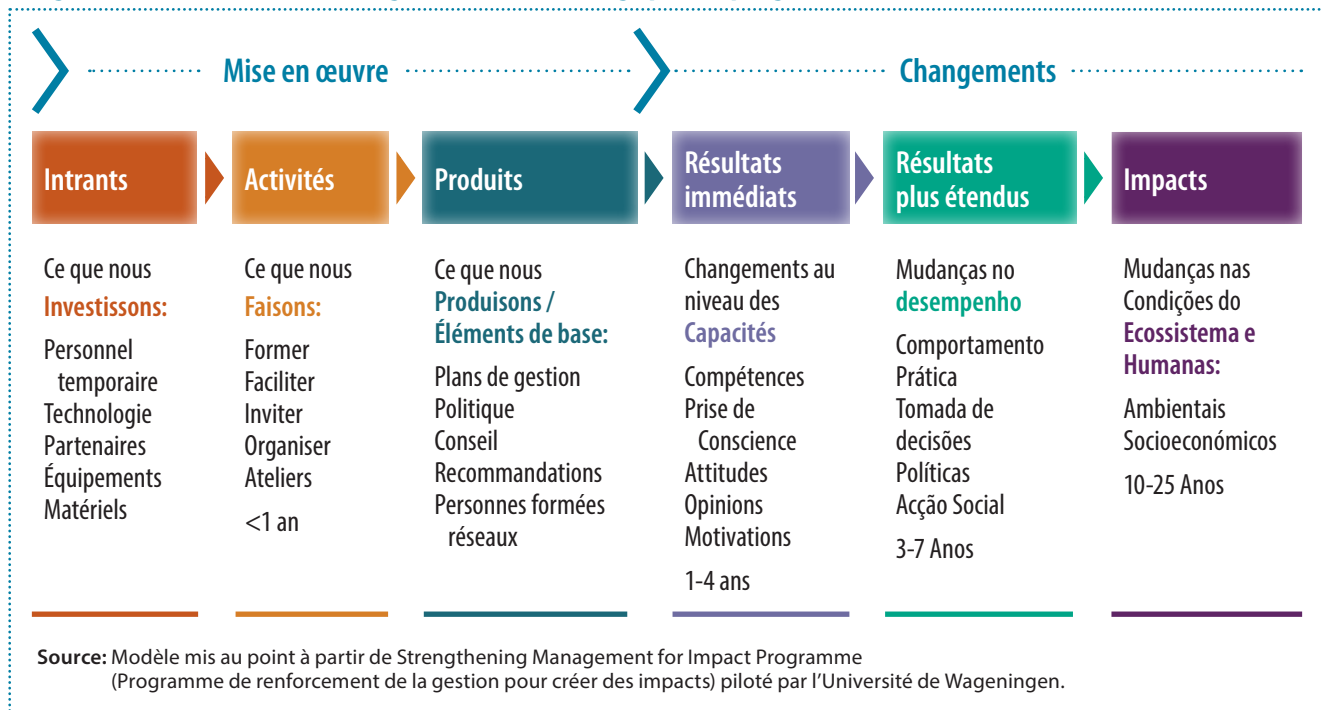 Mise en œuvre
Changements
Intrants
Activités
Produits
Résultats
immédiats
Résultats
plus étendus
Impacts
Ce que nous
Investissons:
Personnel
temporaire
Technologie
Partenaires
Équipements
Matériels
Ce que nous
Faisons:
Former
Faciliter
Inviter
Organiser
Ateliers
<1 an
Ce que nous
Produisons /
Éléments de base:
Plans de gestion
Politique
Conseil
Recommandations
Personnes formées
réseaux
Changements au
niveau des
Capacités
Compétences
Prise de
Conscience
Attitudes
Opinions
Motivations
1-4 ans
Mudanças no
desempenho
Comportamento
Prática
Tomada de
decisões
Políticas
Acção Social
3-7 Anos
Mudanças nas
Condições do
Ecossistema e
Humanas:
Ambientais
Socioeconómicos
10-25 Anos
Source: Modèle mis au point à partir de Strengthening Management for Impact Programme
(Programme de renforcement de la gestion pour créer des impacts) piloté par l’Université de Wageningen.